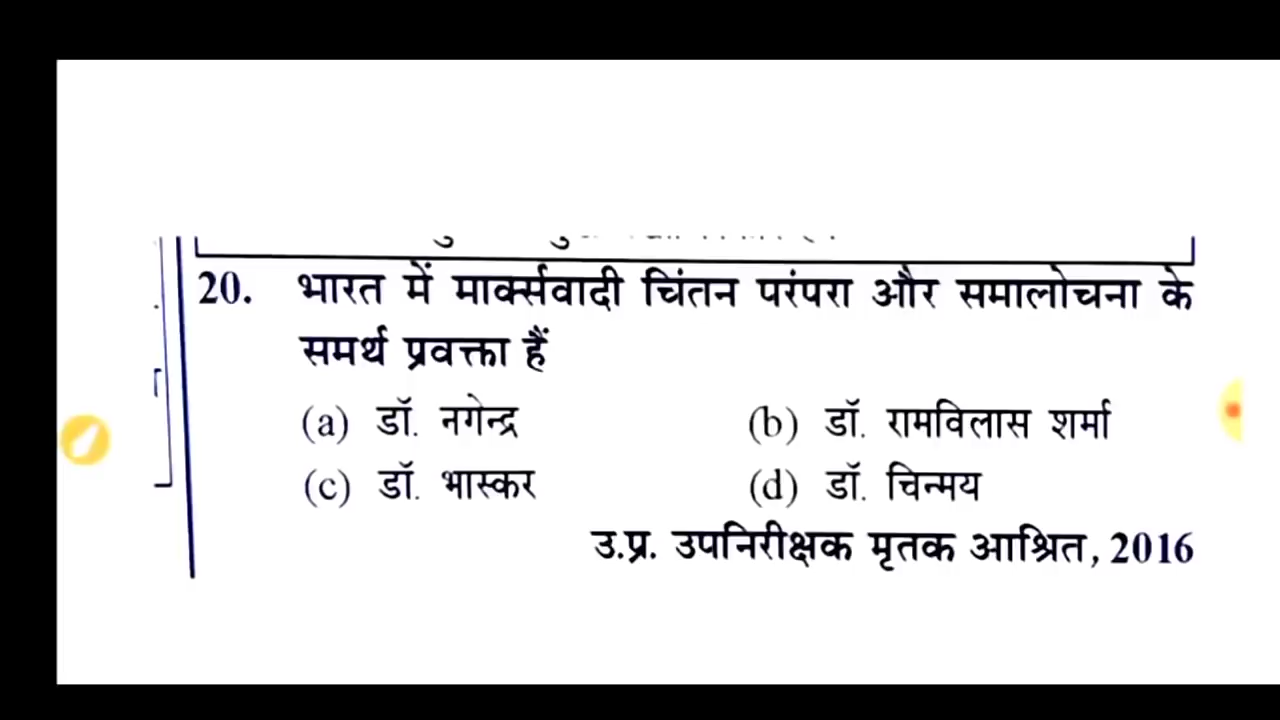 20. भारत में मार्क्सवादी चिंतन परंपरा और समालोचना के
समर्थ प्रवक्ता हैं
(a) डॉ. नगेन्द्र (b) डॉ. रामविलास शर्मा
(c) डॉ. भास्कर (d) डॉ. चिन्मय
उ.प्र. उपनिरीक्षक मृतक आश्रित, 2016